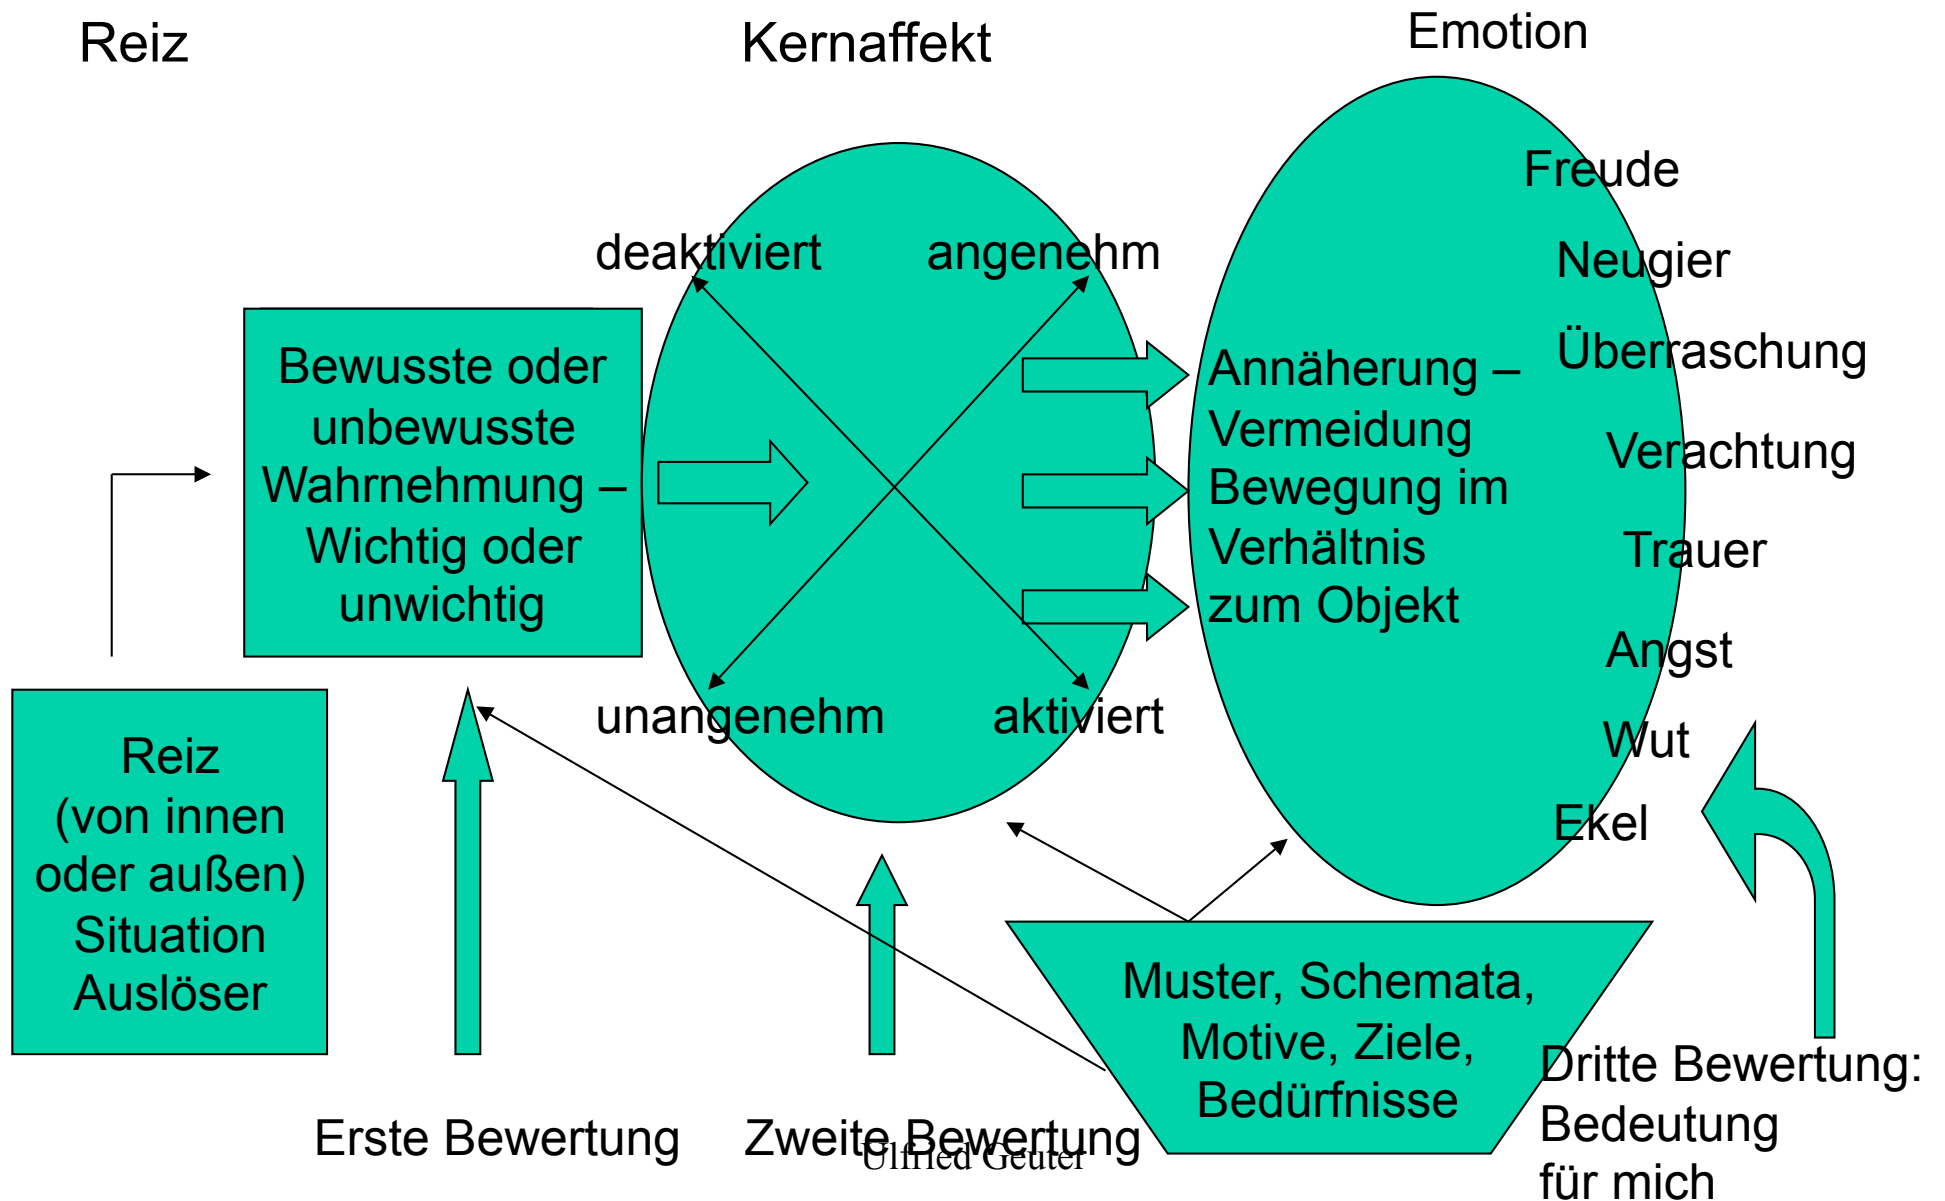 Reiz
Kernaffekt
Emotion
deaktiviert
angenehm
Bewusste oder
unbewusste
Wahrnehmung –
Wichtig oder
unwichtig
unangenehm
aktiviert
Annäherung –
Vermeidung
Bewegung im
Verhältnis
zum Objekt
Freude
Neugier
Überraschung
Verachtung
Trauer
Angst
Wut
Ekel
Reiz
(von innen
oder außen)
Situation
Auslöser
Muster, Schemata,
Motive, Ziele,
Bedürfnisse
Erste Bewertung
Zweite Bewertung
Dritte Bewertung:
Bedeutung
für mich
Ulfried Geuter